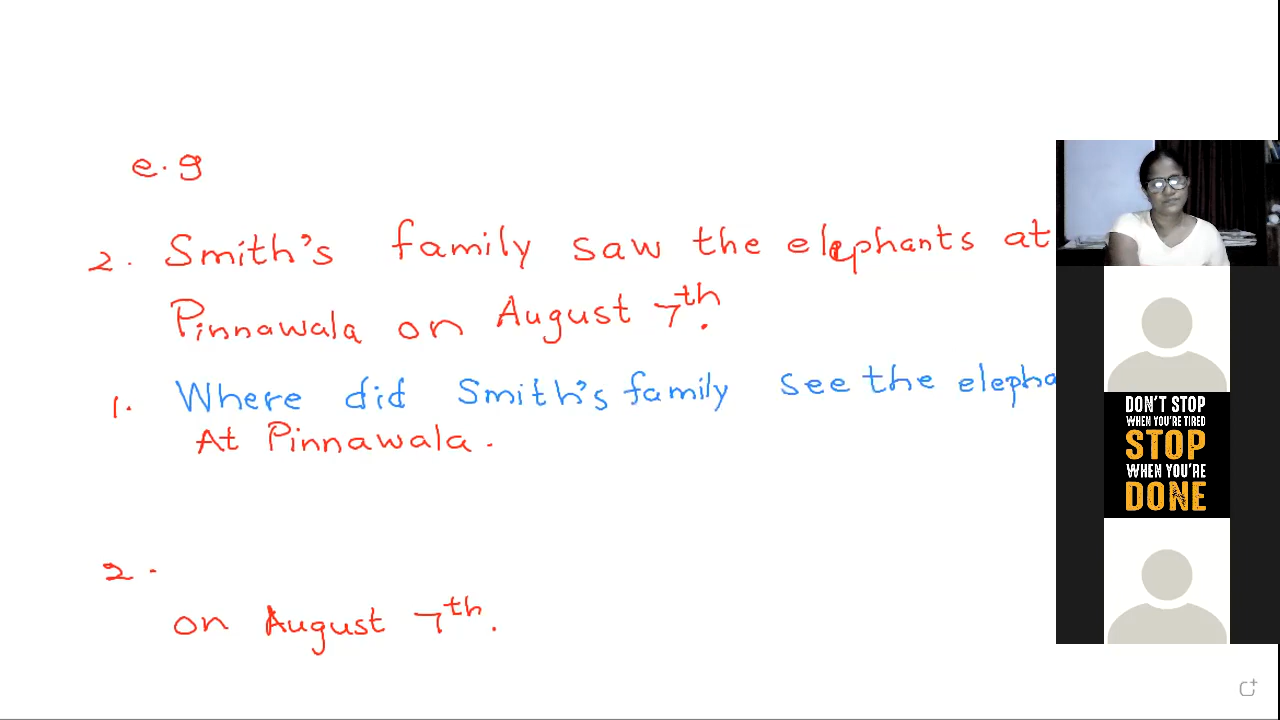 e.g
2. Smith's family saw the elephants at
Pinnawala on August 7th.
1. Where did Smith's family see the elepha
At Pinnawala.
2.
on August 7th.
DON'T STOP
WHEN YOU'RE TIRED
STOP
WHEN YOU'RE
DONE